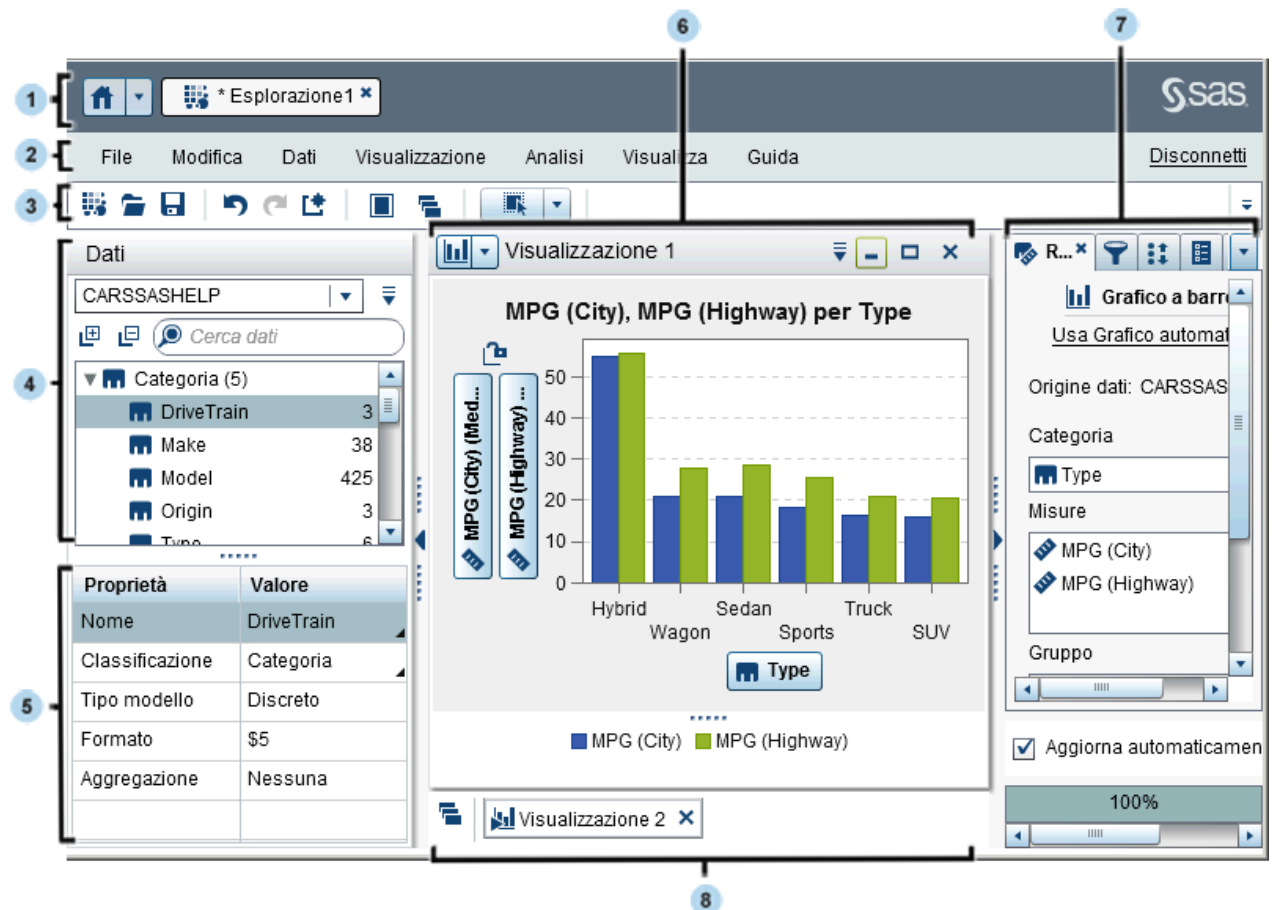 6
7
1
* Esplorazione1
sas
2
File Modifica Dati Visualizzazione Analisi Visualizza Guida Disconnetti
3
4
Dati
CARSSASHELP
Cerca dati
Categoria (5)
DriveTrain 3
Make 38
Model 425
Origin 3
Type 6
5
Proprietà Valore
Nome DriveTrain
Classificazione Categoria
Tipo modello Discreto
Formato $5
Aggregazione Nessuna
Visualizzazione 1
MPG (City), MPG (Highway) per Type
MPG (City) (Med...
MPG (Highway) ...
50
40
30
20
10
0
Hybrid
Wagon
Sedan
Sports
Truck
SUV
Type
MPG (City) MPG (Highway)
Visualizzazione 2
8
R...
Grafico a barre
Usa Grafico automat
Origine dati: CARSSAS
Categoria
Type
Misure
MPG (City)
MPG (Highway)
Gruppo
Aggiorna automaticamen
100%